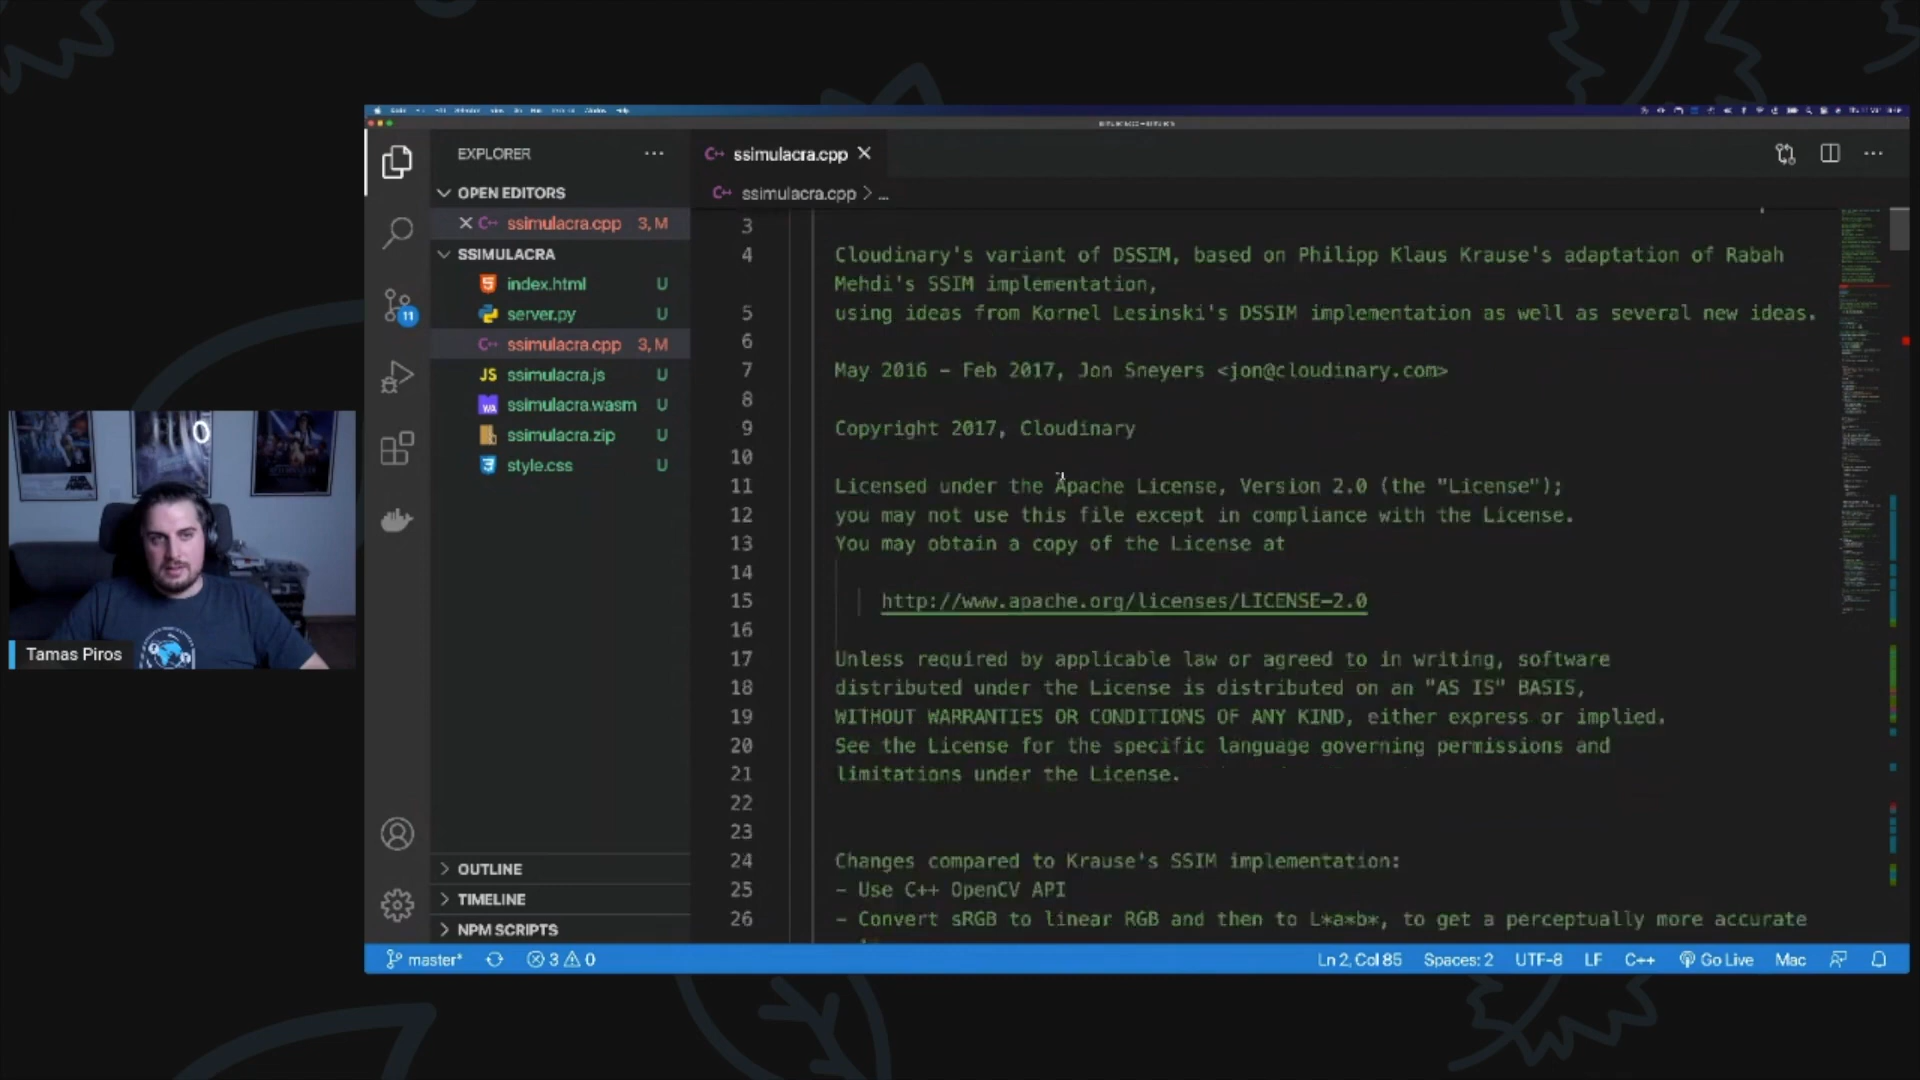 EXPLORER
OPEN EDITORS
ssimulacra.cpp 3, M
SSIMULACRA
index.html U
server.py U
ssimulacra.cpp 3, M
JS ssimulacra.js U
WA ssimulacra.wasm U
ssimulacra.zip U
style.css U
11
OUTLINE
TIMELINE
NPM SCRIPTS
ssimulacra.cpp
ssimulacra.cpp > ...
3
4 Cloudinary's variant of DSSIM, based on Philipp Klaus Krause's adaptation of Rabah
Mehdi's SSIM implementation,
5 using ideas from Kornel Lesinski's DSSIM implementation as well as several new ideas.
6
7 May 2016 - Feb 2017, Jon Sneyers <jon@cloudinary.com>
8
9 Copyright 2017, Cloudinary
10
11 Licensed under the Apache License, Version 2.0 (the "License");
12 you may not use this file except in compliance with the License.
13 You may obtain a copy of the License at
14
15 http://www.apache.org/licenses/LICENSE-2.0
16
17 Unless required by applicable law or agreed to in writing, software
18 distributed under the License is distributed on an "AS IS" BASIS,
19 WITHOUT WARRANTIES OR CONDITIONS OF ANY KIND, either express or implied.
20 See the License for the specific language governing permissions and
21 limitations under the License.
22
23
24 Changes compared to Krause's SSIM implementation:
25 - Use C++ OpenCV API
26 - Convert sRGB to linear RGB and then to L*a*b*, to get a perceptually more accurate
master* 3 0 Ln 2, Col 85 Spaces: 2 UTF-8 LF C++ Go Live Mac
Tamas Piros